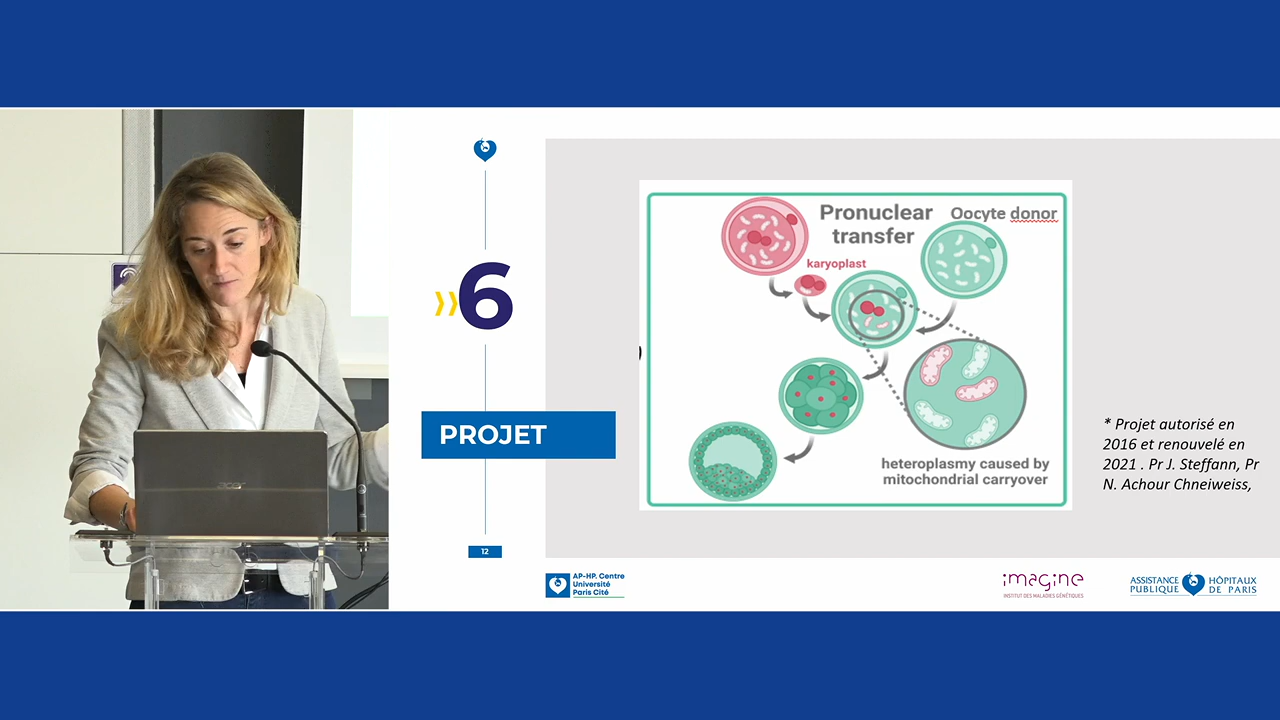 6
PROJET
12
Pronuclear
transfer
Oocyte donor
karyoplast
heteroplasmy caused by
mitochondrial carryover
* Projet autorisé en
2016 et renouvelé en
2021 . Pr J. Steffann, Pr
N. Achour Chneiweiss,
acer
AP-HP. Centre
Université
Paris Cité
imagine
INSTITUT DES MALADIES GÉNÉTIQUES
ASSISTANCE
PUBLIQUE
HÔPITAUX
DE PARIS